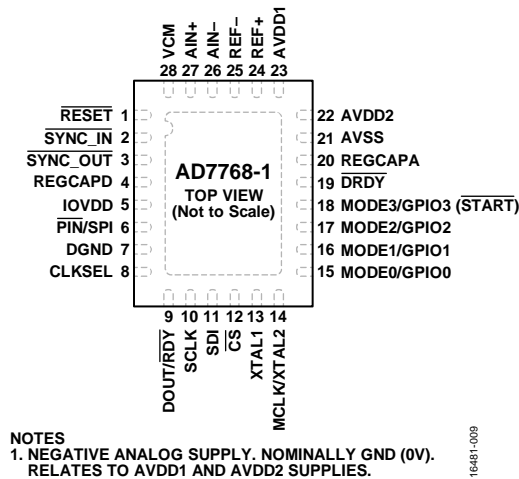 28 VCM
27 AIN+
26 AIN–
25 REF–
24 REF+
23 AVDD1
RESET 1
SYNC_IN 2
SYNC_OUT 3
REGCAPD 4
IOVDD 5
PIN/SPI 6
DGND 7
CLKSEL 8
AD7768-1
TOP VIEW
(Not to Scale)
22 AVDD2
21 AVSS
20 REGCAPA
19 DRDY
18 MODE3/GPIO3 (START)
17 MODE2/GPIO2
16 MODE1/GPIO1
15 MODE0/GPIO0
DOUT/RDY 9
SCLK 10
SDI 11
CS 12
XTAL1 13
MCLK/XTAL2 14
NOTES
1. NEGATIVE ANALOG SUPPLY. NOMINALLY GND (0V).
RELATES TO AVDD1 AND AVDD2 SUPPLIES.
16481-009